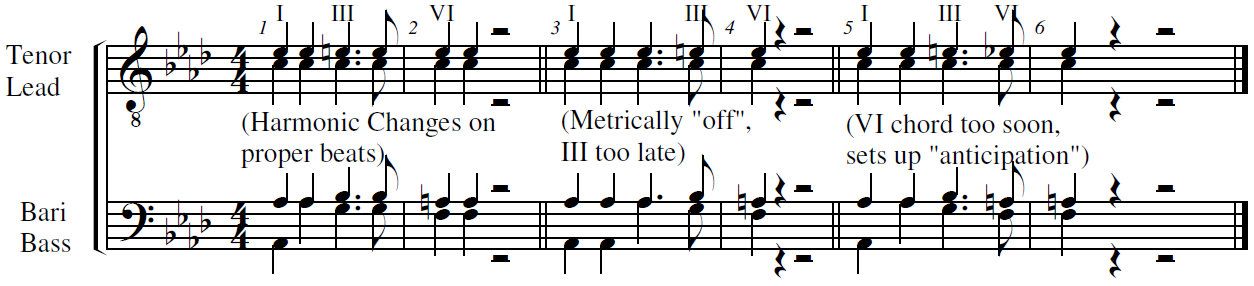 I III VI I III VI I III VI
1 2 3 4 5 6
Tenor
Lead
8
(Harmonic Changes on
proper beats)
(Metrically "off",
III too late)
(VI chord too soon,
sets up "anticipation")
Bari
Bass